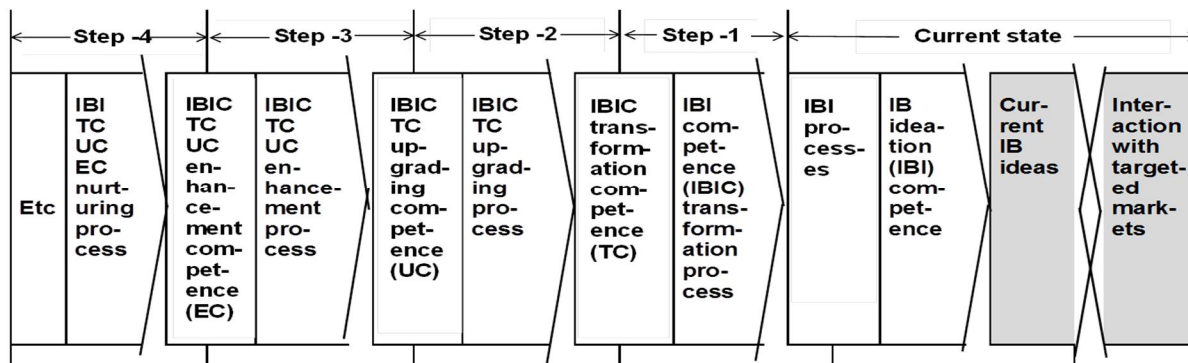 Step -4
Step -3
Step -2
Step -1
Current state
Etc
IBI
TC
UC
EC
nurt-
uring
pro-
cess
IBIC
TC
UC
en-
han-
ce-
ment
com-
pet-
ence
(EC)
IBIC
TC
UC
en-
hance-
ment
pro-
cess
IBIC
TC
up-
grad-
ing
com-
pet-
ence
(UC)
IBIC
TC
up-
grad-
ing
pro-
cess
IBIC
trans-
form-
ation
com-
pet-
ence
(TC)
IBI
com-
pet-
ence
(IBIC)
trans-
form-
ation
pro-
cess
IBI
pro-
cess-
es
IB
idea-
tion
(IBI)
comp-
et-
ence
Cur-
rent
IB
ideas
Inter-
action
with
target-
ed
mark-
ets